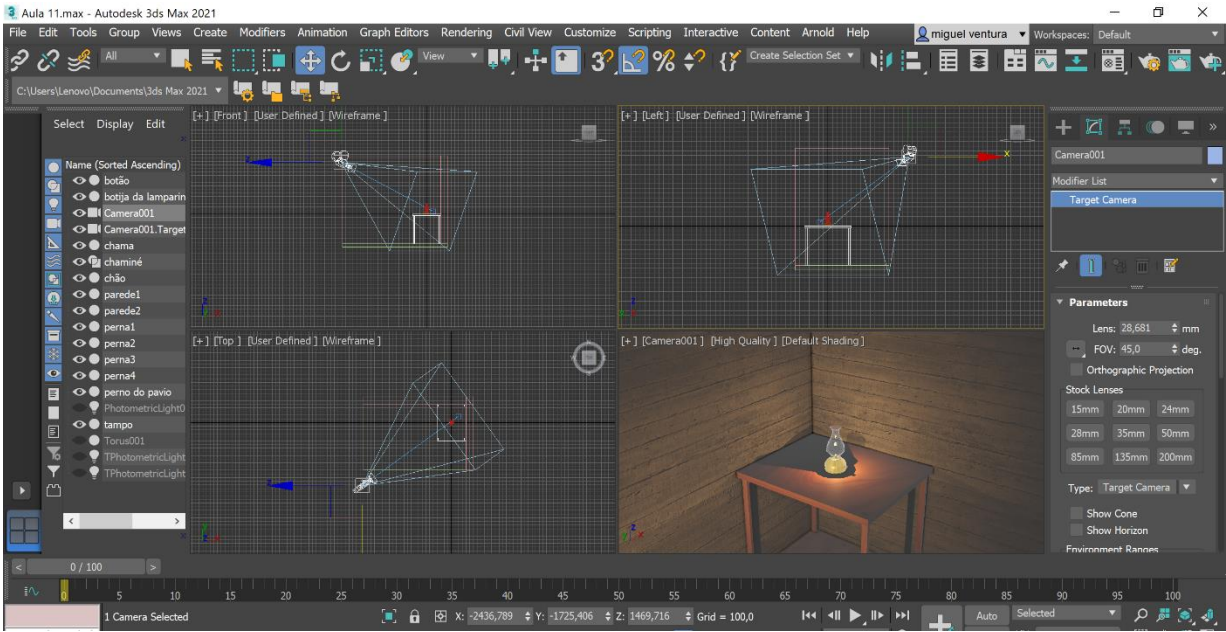 3 Aula 11.max - Autodesk 3ds Max 2021
File Edit Tools Group Views Create Modifiers Animation Graph Editors Rendering Civil View Customize Scripting Interactive Content Arnold Help miguel ventura Workspaces: Default
All View Create Selection Set
C:\Users\Lenovo\Documents\3ds Max 2021
Select Display Edit
Name (Sorted Ascending)
botão
botija da lamparin
Camera001
Camera001.Target
chama
chaminé
chão
parede1
parede2
perna1
perna2
perna3
perna4
perno do pavio
PhotometricLight0
tampo
Torus001
TPhotometricLight
TPhotometricLight
[+] [Front] [User Defined] [Wireframe]
[+] [Left] [User Defined] [Wireframe]
[+] [Top] [User Defined] [Wireframe]
[+] [Camera001] [High Quality] [Default Shading]
Camera001
Modifier List
Target Camera
Parameters
Lens: 28,681 mm
FOV: 45,0 deg.
Orthographic Projection
Stock Lenses
15mm 20mm 24mm
28mm 35mm 50mm
85mm 135mm 200mm
Type: Target Camera
Show Cone
Show Horizon
Environment Ranges
< 0 / 100 >
0 5 10 15 20 25 30 35 40 45 50 55 60 65 70 75 80 85 90 95 100
1 Camera Selected X: -2436,789 Y: -1725,406 Z: 1469,716 Grid = 100,0 Auto Selected